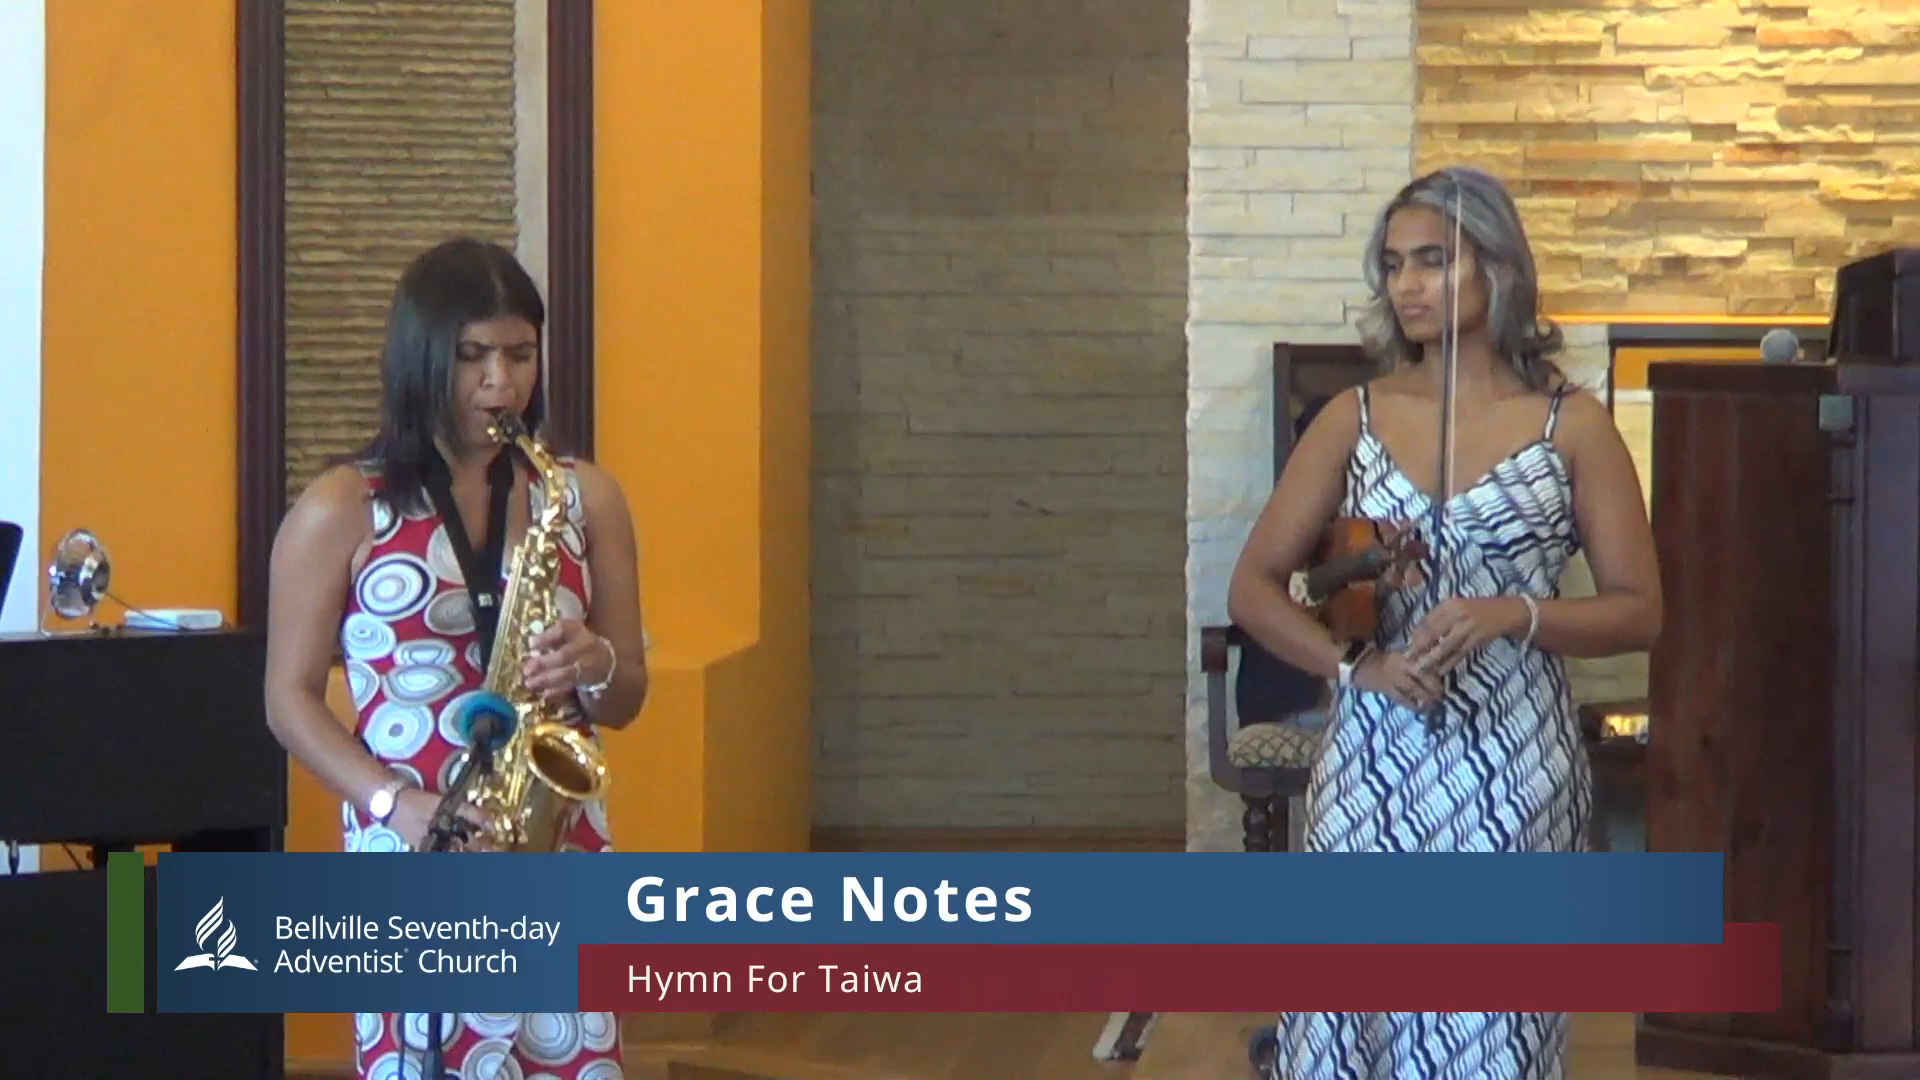 Grace Notes
Bellville Seventh-day
Adventist® Church
Hymn For Taiwa